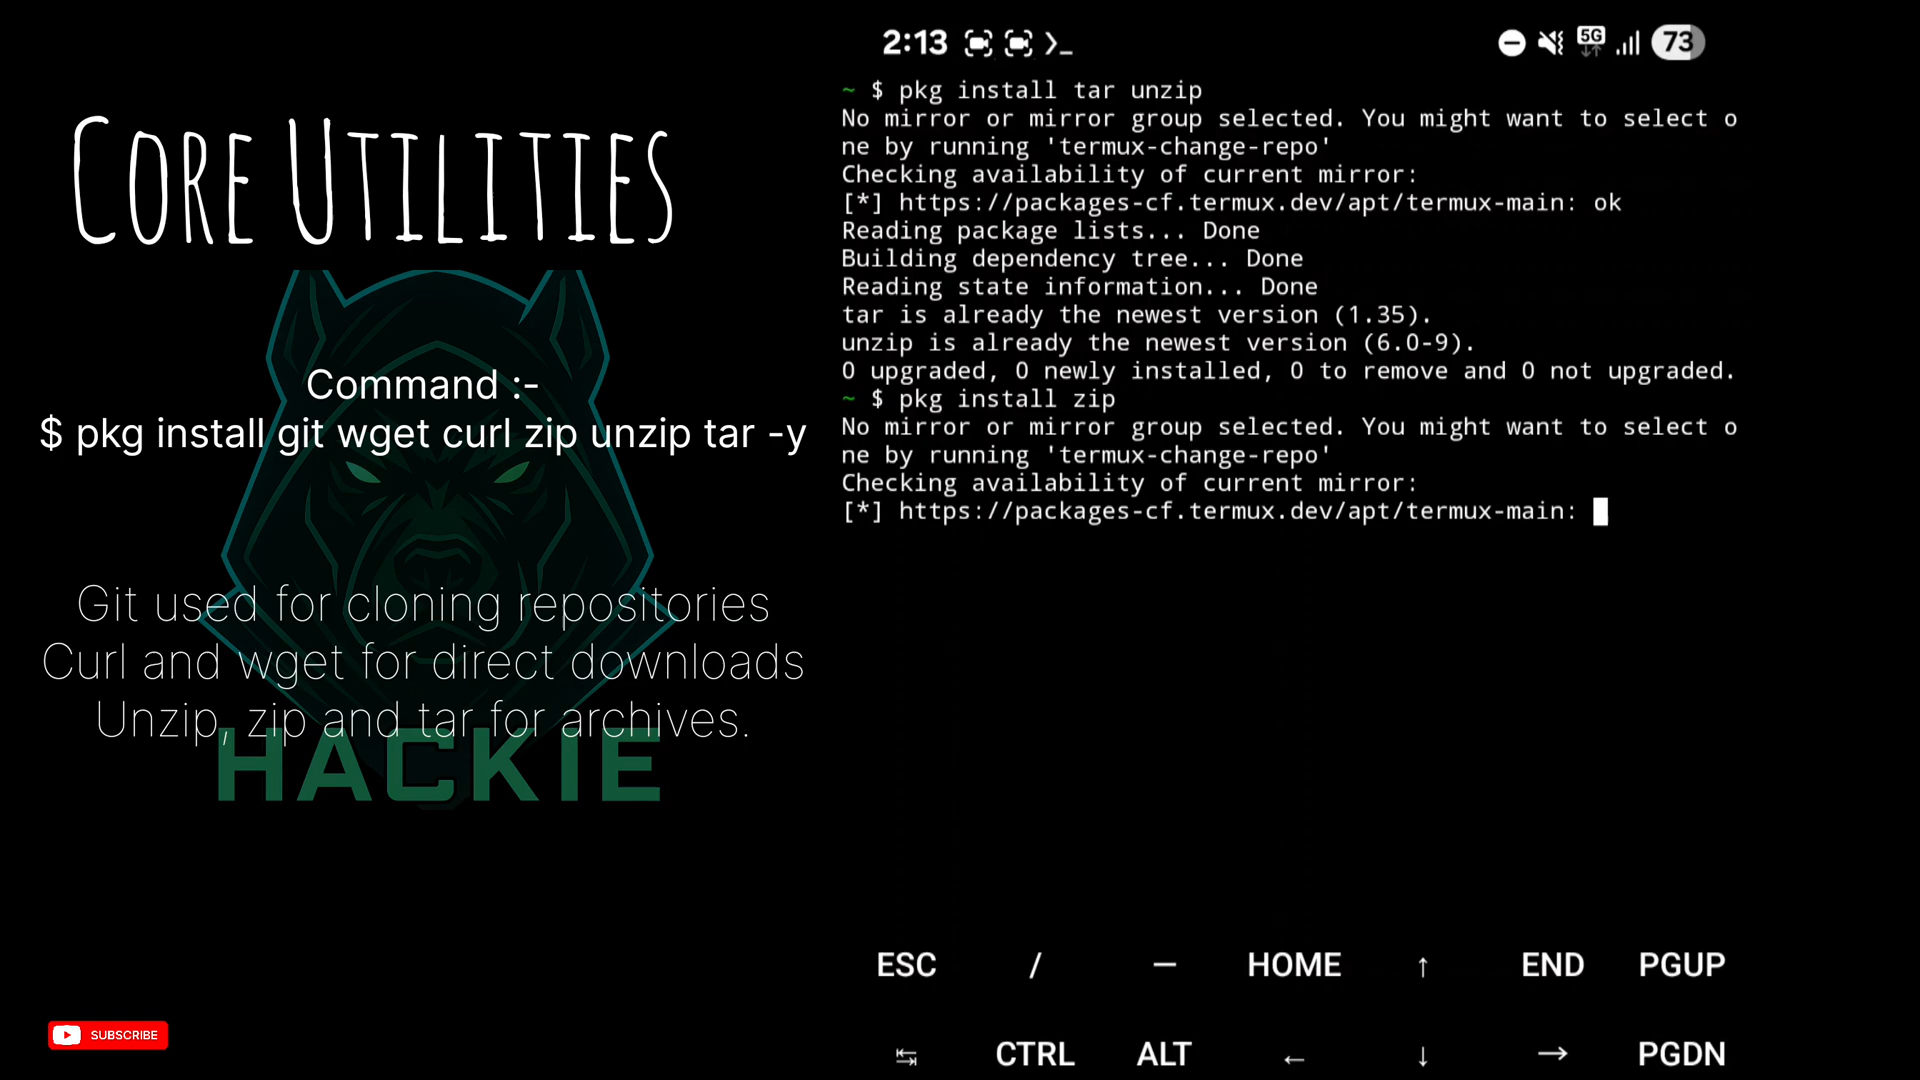 CORE UTILITIES
Command :-
$ pkg install git wget curl zip unzip tar -y
Git used for cloning repositories
Curl and wget for direct downloads
Unzip, zip and tar for archives.
HACKIE
SUBSCRIBE
2:13
5G
73
~ $ pkg install tar unzip
No mirror or mirror group selected. You might want to select o
ne by running 'termux-change-repo'
Checking availability of current mirror:
[*] https://packages-cf.termux.dev/apt/termux-main: ok
Reading package lists... Done
Building dependency tree... Done
Reading state information... Done
tar is already the newest version (1.35).
unzip is already the newest version (6.0-9).
0 upgraded, 0 newly installed, 0 to remove and 0 not upgraded.
~ $ pkg install zip
No mirror or mirror group selected. You might want to select o
ne by running 'termux-change-repo'
Checking availability of current mirror:
[*] https://packages-cf.termux.dev/apt/termux-main:
ESC / — HOME ↑ END PGUP
↹ CTRL ALT ← ↓ → PGDN